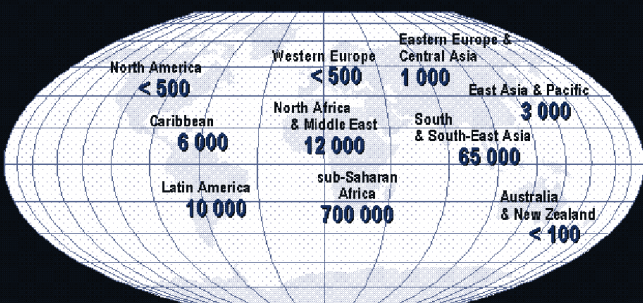 North America
< 500
Western Europe
< 500
Eastern Europe &
Central Asia
1 000
East Asia & Pacific
3 000
Caribbean
6 000
North Africa
& Middle East
12 000
South
& South-East Asia
65 000
Latin America
10 000
sub-Saharan
Africa
700 000
Australia
& New Zealand
< 100